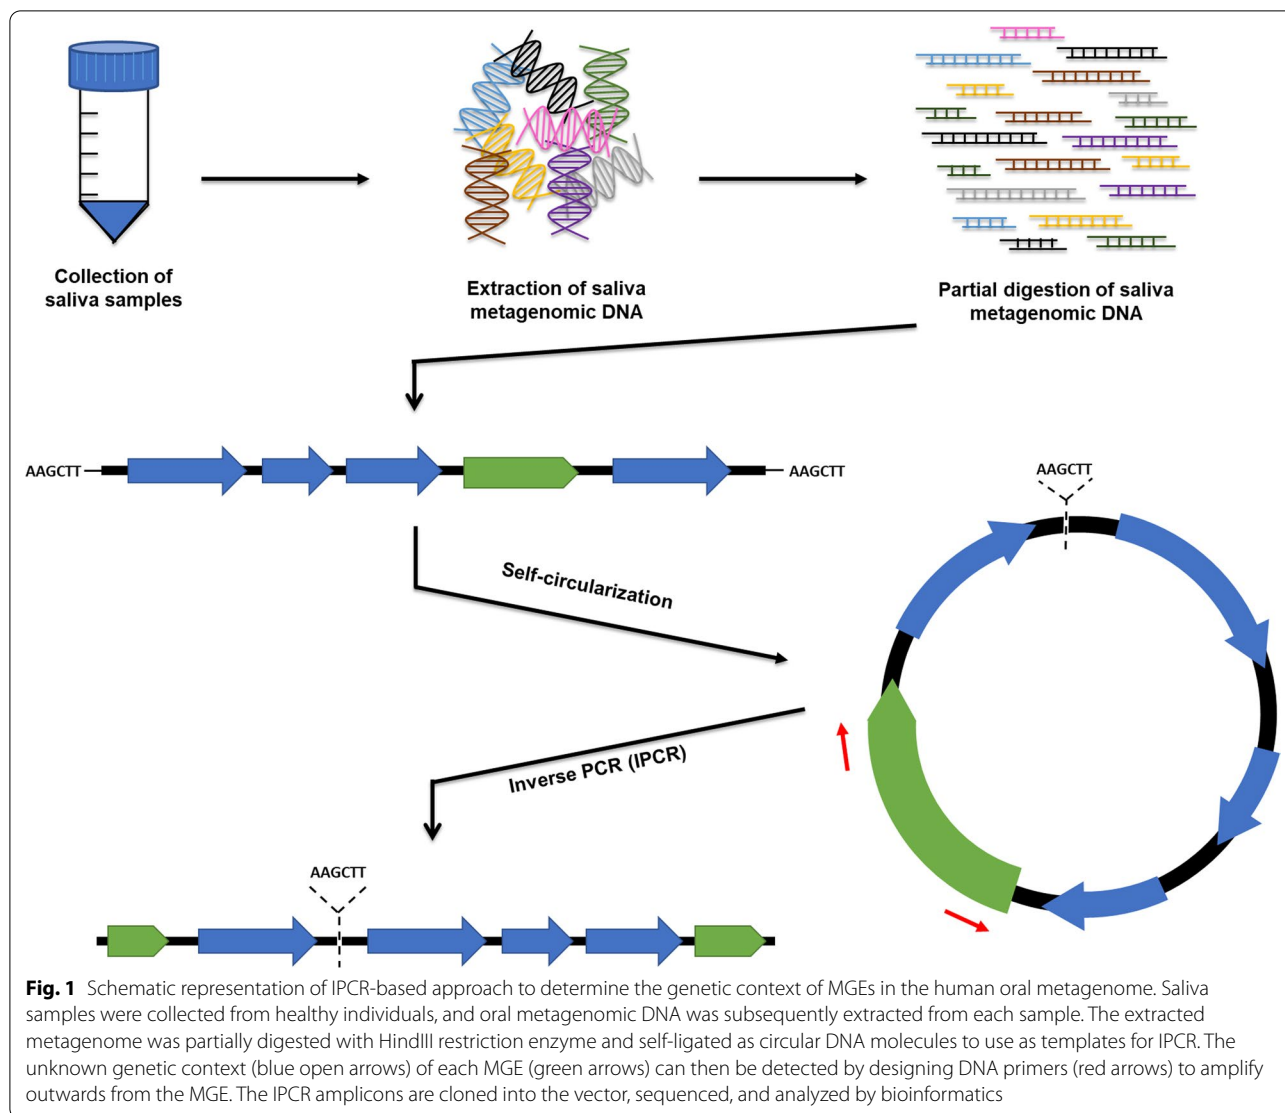 Collection of
saliva samples
Extraction of saliva
metagenomic DNA
Partial digestion of saliva
metagenomic DNA
AAGCTT
AAGCTT
AAGCTT
Self-circularization
Inverse PCR (IPCR)
AAGCTT
Fig. 1 Schematic representation of IPCR-based approach to determine the genetic context of MGEs in the human oral metagenome. Saliva
samples were collected from healthy individuals, and oral metagenomic DNA was subsequently extracted from each sample. The extracted
metagenome was partially digested with HindIII restriction enzyme and self-ligated as circular DNA molecules to use as templates for IPCR. The
unknown genetic context (blue open arrows) of each MGE (green arrows) can then be detected by designing DNA primers (red arrows) to amplify
outwards from the MGE. The IPCR amplicons are cloned into the vector, sequenced, and analyzed by bioinformatics